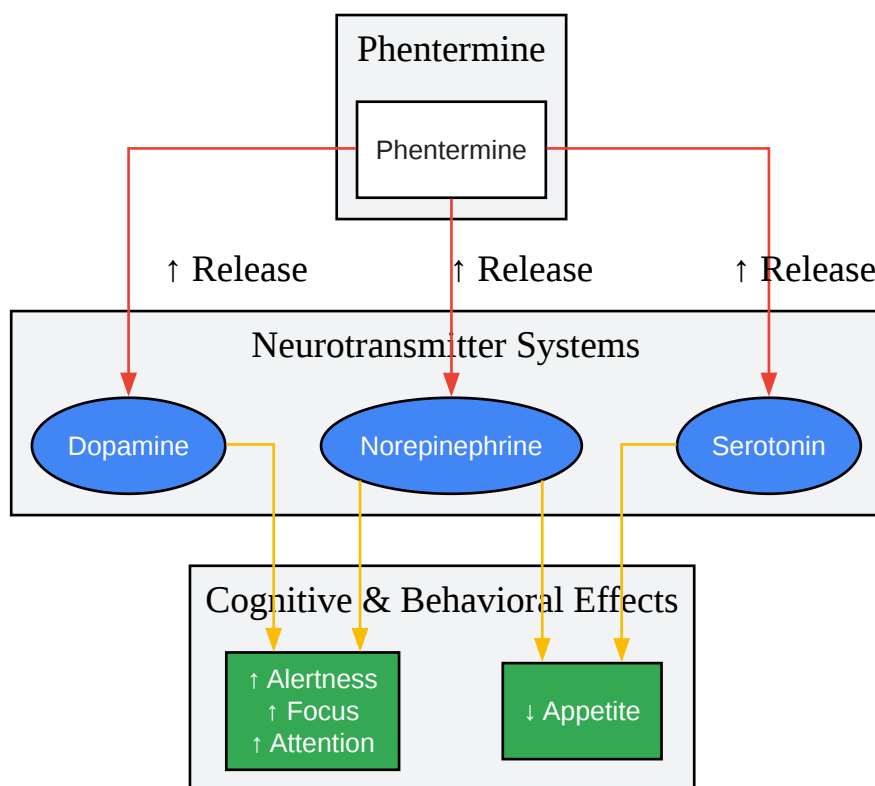 Phentermine
Phentermine
↑ Release
↑ Release
↑ Release
Neurotransmitter Systems
Dopamine
Norepinephrine
Serotonin
Cognitive & Behavioral Effects
↑ Alertness
↑ Focus
↑ Attention
↓ Appetite